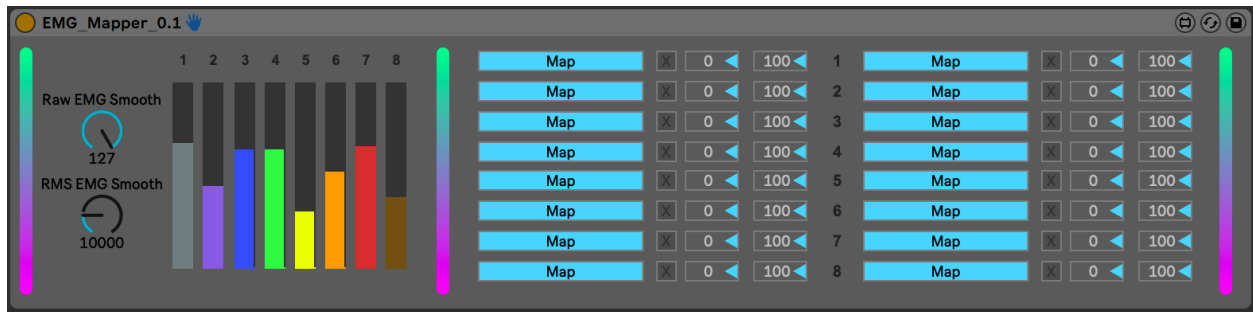 EMG_Mapper_0.1
1 2 3 4 5 6 7 8
Raw EMG Smooth
127
RMS EMG Smooth
10000
Map X 0 100 1 Map X 0 100
Map X 0 100 2 Map X 0 100
Map X 0 100 3 Map X 0 100
Map X 0 100 4 Map X 0 100
Map X 0 100 5 Map X 0 100
Map X 0 100 6 Map X 0 100
Map X 0 100 7 Map X 0 100
Map X 0 100 8 Map X 0 100